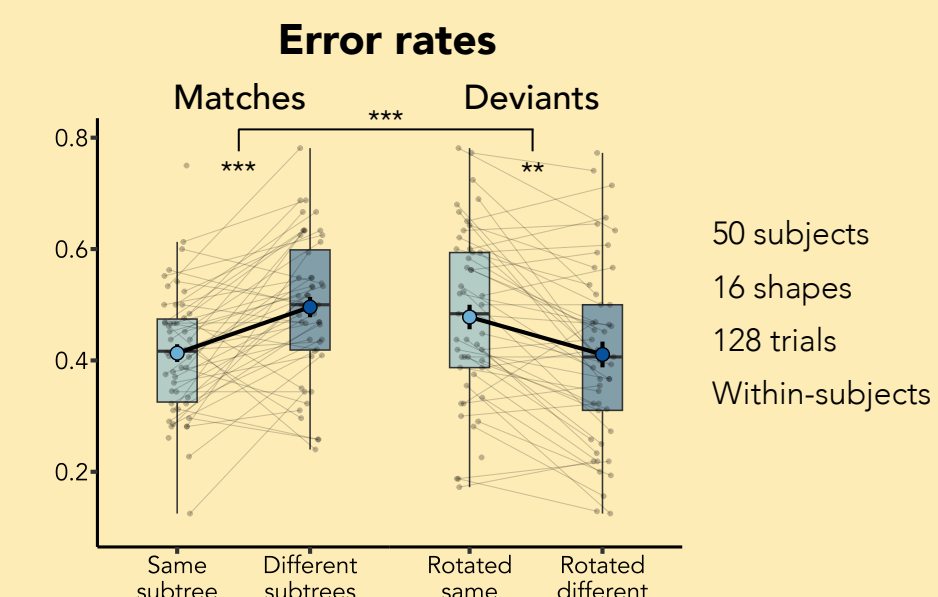 Error rates
Matches
Deviants
***
***
**
0.8
0.6
0.4
0.2
50 subjects
16 shapes
128 trials
Within-subjects
Same
subtree
Different
subtrees
Rotated
same
Rotated
different